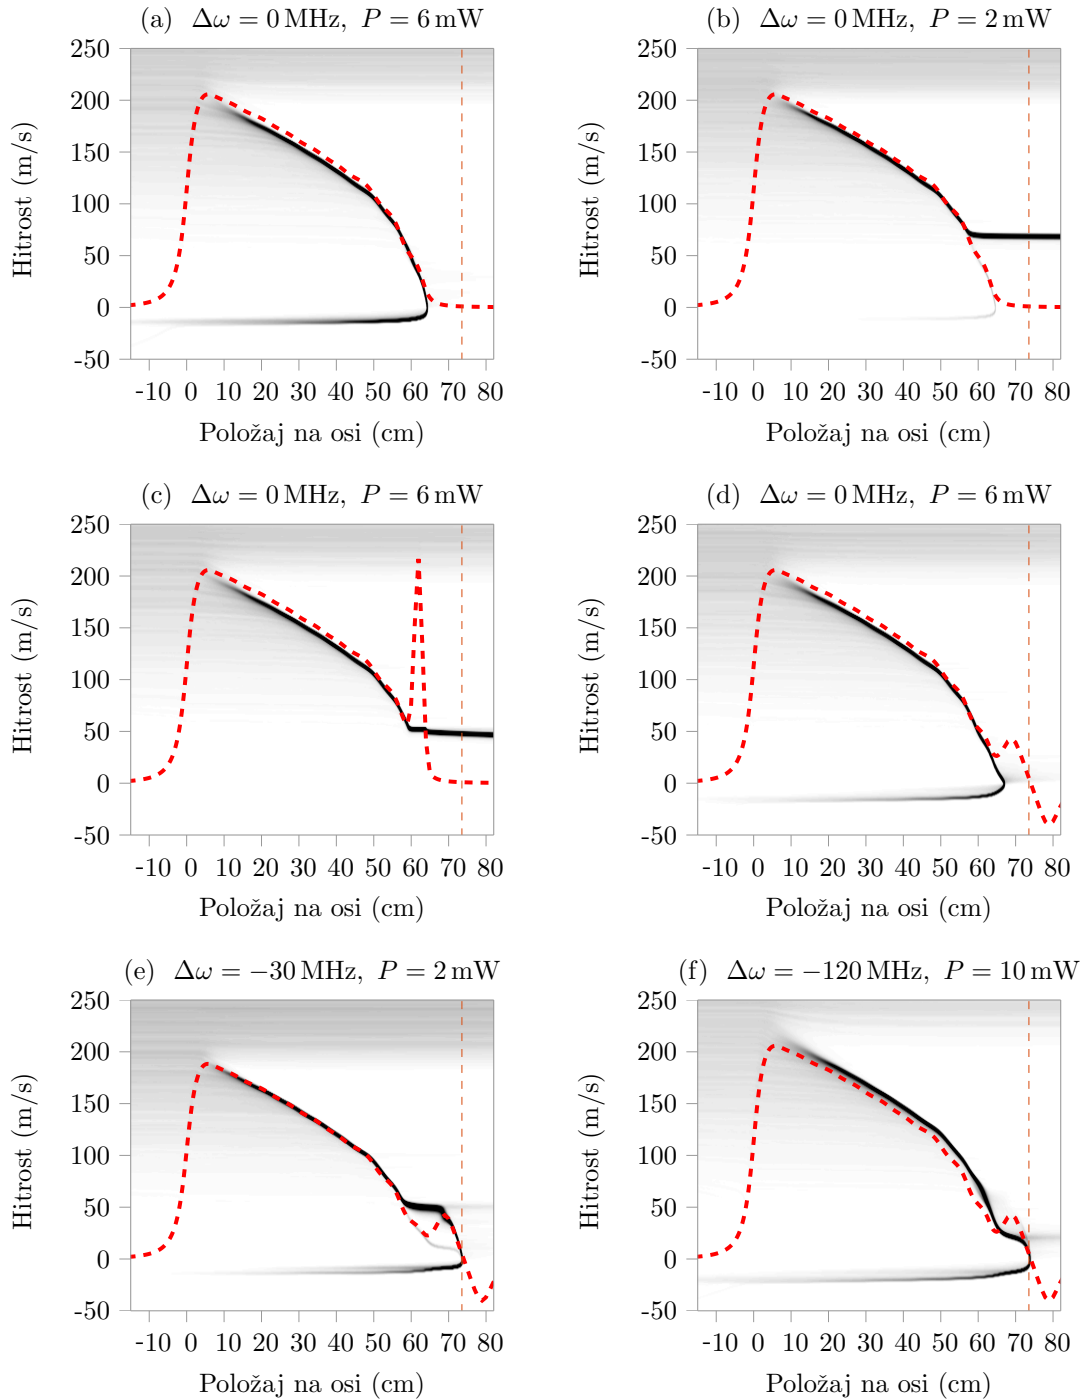 (a) Δω = 0 MHz, P = 6 mW
250
200
150
100
50
0
-50
Hitrost (m/s)
-10 0 10 20 30 40 50 60 70 80
Položaj na osi (cm)
(b) Δω = 0 MHz, P = 2 mW
250
200
150
100
50
0
-50
Hitrost (m/s)
-10 0 10 20 30 40 50 60 70 80
Položaj na osi (cm)
(c) Δω = 0 MHz, P = 6 mW
250
200
150
100
50
0
-50
Hitrost (m/s)
-10 0 10 20 30 40 50 60 70 80
Položaj na osi (cm)
(d) Δω = 0 MHz, P = 6 mW
250
200
150
100
50
0
-50
Hitrost (m/s)
-10 0 10 20 30 40 50 60 70 80
Položaj na osi (cm)
(e) Δω = −30 MHz, P = 2 mW
250
200
150
100
50
0
-50
Hitrost (m/s)
-10 0 10 20 30 40 50 60 70 80
Položaj na osi (cm)
(f) Δω = −120 MHz, P = 10 mW
250
200
150
100
50
0
-50
Hitrost (m/s)
-10 0 10 20 30 40 50 60 70 80
Položaj na osi (cm)